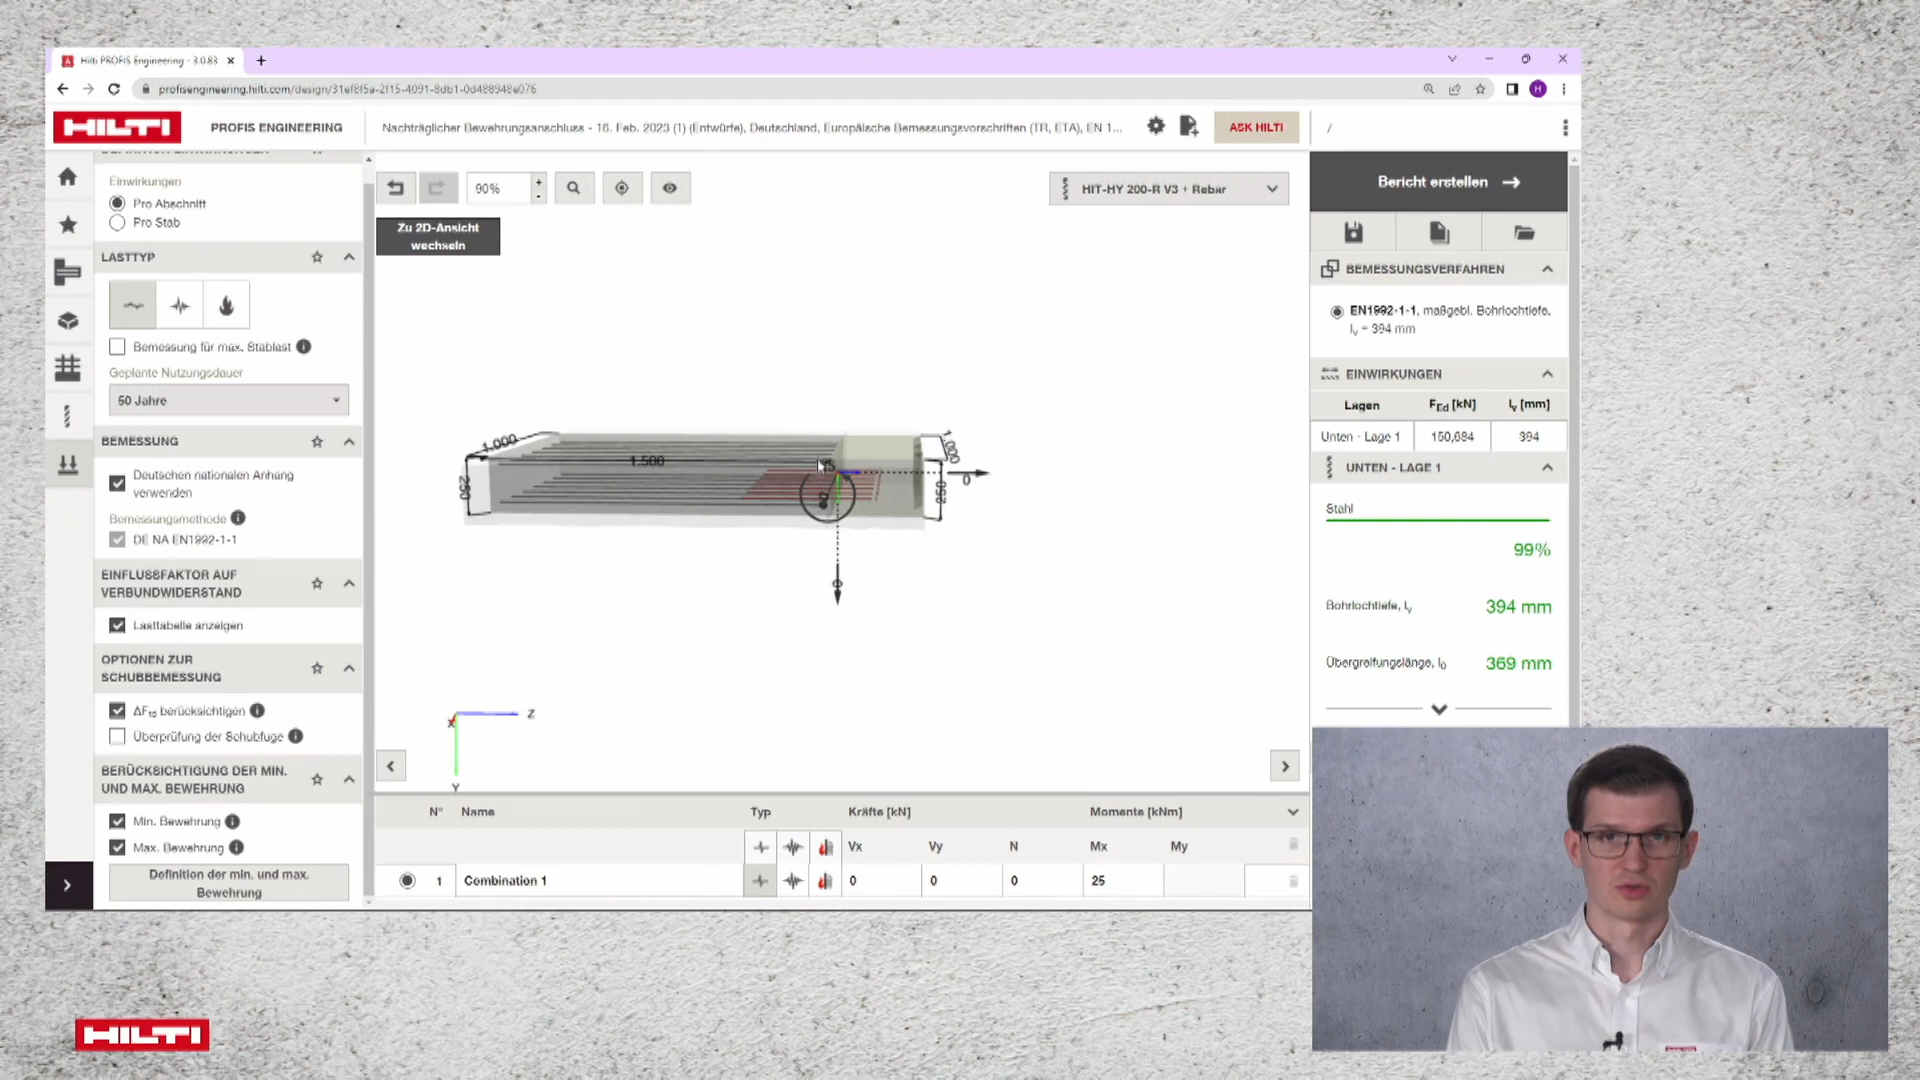 Hilti PROFIS Engineering - 3.0.83
profisengineering.hilti.com/design/31ef8f5a-2f15-4091-8db1-0d488948e076
H
HILTI
PROFIS ENGINEERING
Nachträglicher Bewehrungsanschluss - 16. Feb. 2023 (1) (Entwürfe), Deutschland, Europäische Bemessungsvorschriften (TR, ETA), EN 1...
ASK HILTI
/
Einwirkungen
Pro Abschnitt
Pro Stab
LASTTYP
Bemessung für max. Stablast
Geplante Nutzungsdauer
50 Jahre
BEMESSUNG
Deutschen nationalen Anhang
verwenden
Bemessungsmethode
DE NA EN1992-1-1
EINFLUSSFAKTOR AUF
VERBUNDWIDERSTAND
Lasttabelle anzeigen
OPTIONEN ZUR
SCHUBBEMESSUNG
ΔFtd berücksichtigen
Überprüfung der Schubfuge
BERÜCKSICHTIGUNG DER MIN.
UND MAX. BEWEHRUNG
Min. Bewehrung
Max. Bewehrung
Definition der min. und max.
Bewehrung
90%
+
-
Zu 2D-Ansicht
wechseln
HIT-HY 200-R V3 + Rebar
1.000
1.500
250
1.000
250
0
0
X
Z
Y
N° Name Typ Kräfte [kN] Momente [kNm]
Vx Vy N Mx My
1 Combination 1 0 0 0 25
Bericht erstellen
BEMESSUNGSVERFAHREN
EN1992-1-1, maßgebl. Bohrlochtiefe,
lv = 394 mm
EINWIRKUNGEN
Lagen FEd [kN] lv [mm]
Unten - Lage 1 150,684 394
UNTEN - LAGE 1
Stahl
99%
Bohrlochtiefe, lv 394 mm
Übergreifungslänge, l0 369 mm
HILTI